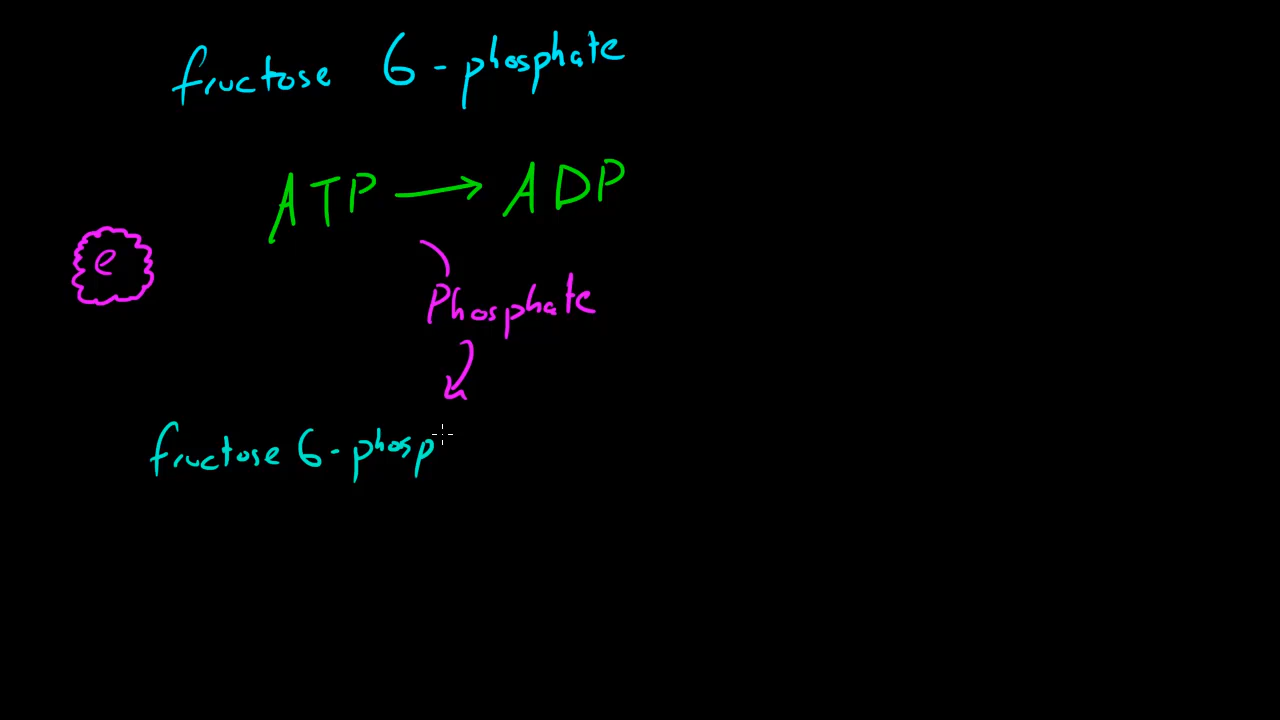 fructose 6-phosphate
ATP → ADP
e
Phosphate
fructose 6-phosp